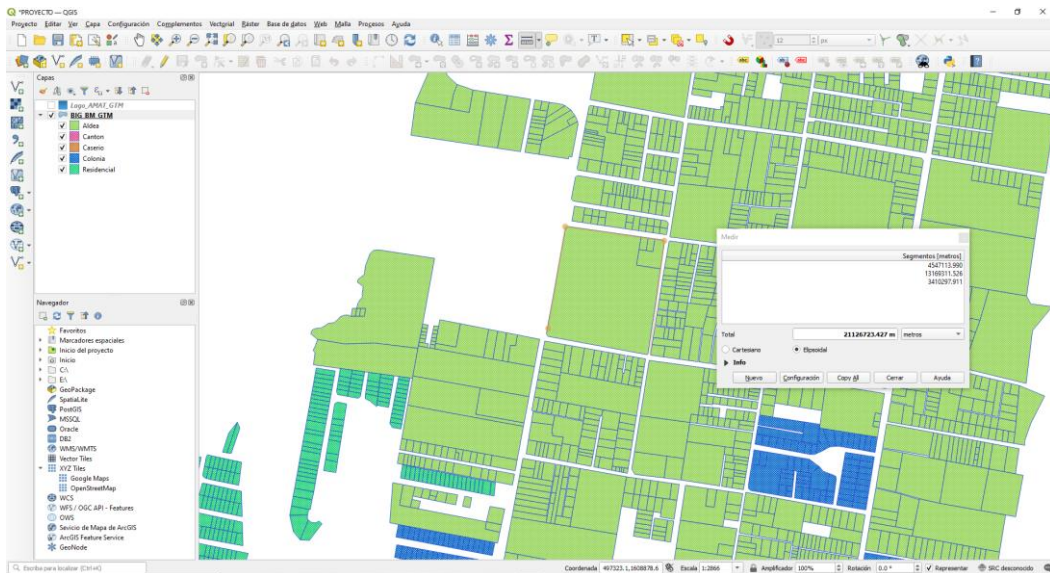 *PROYECTO — QGIS
Proyecto Editar Ver Capa Configuración Complementos Vectorial Ráster Base de datos Web Malla Procesos Ayuda
12 px
Capas
Lago_AMAT_GTM
BIG_BM_GTM
Aldea
Canton
Caserio
Colonia
Residencial
Navegador
Favoritos
Marcadores espaciales
Inicio del proyecto
Inicio
C:\
E:\
GeoPackage
SpatiaLite
PostGIS
MSSQL
Oracle
DB2
WMS/WMTS
Vector Tiles
XYZ Tiles
Google Maps
OpenStreetMap
WCS
WFS / OGC API - Features
OWS
Servicio de Mapa de ArcGIS
ArcGIS Feature Service
GeoNode
Medir
Segmentos [metros]
4547113.990
13169311.526
3410297.911
Total 21126723.427 m metros
Cartesiano Elipsoidal
Info
Nuevo Configuración Copy All Cerrar Ayuda
Escriba para localizar (Ctrl+K) Coordenada 497323.1,1608878.6 Escala 1:2866 Amplificador 100% Rotación 0.0 ° Representar SRC desconocido